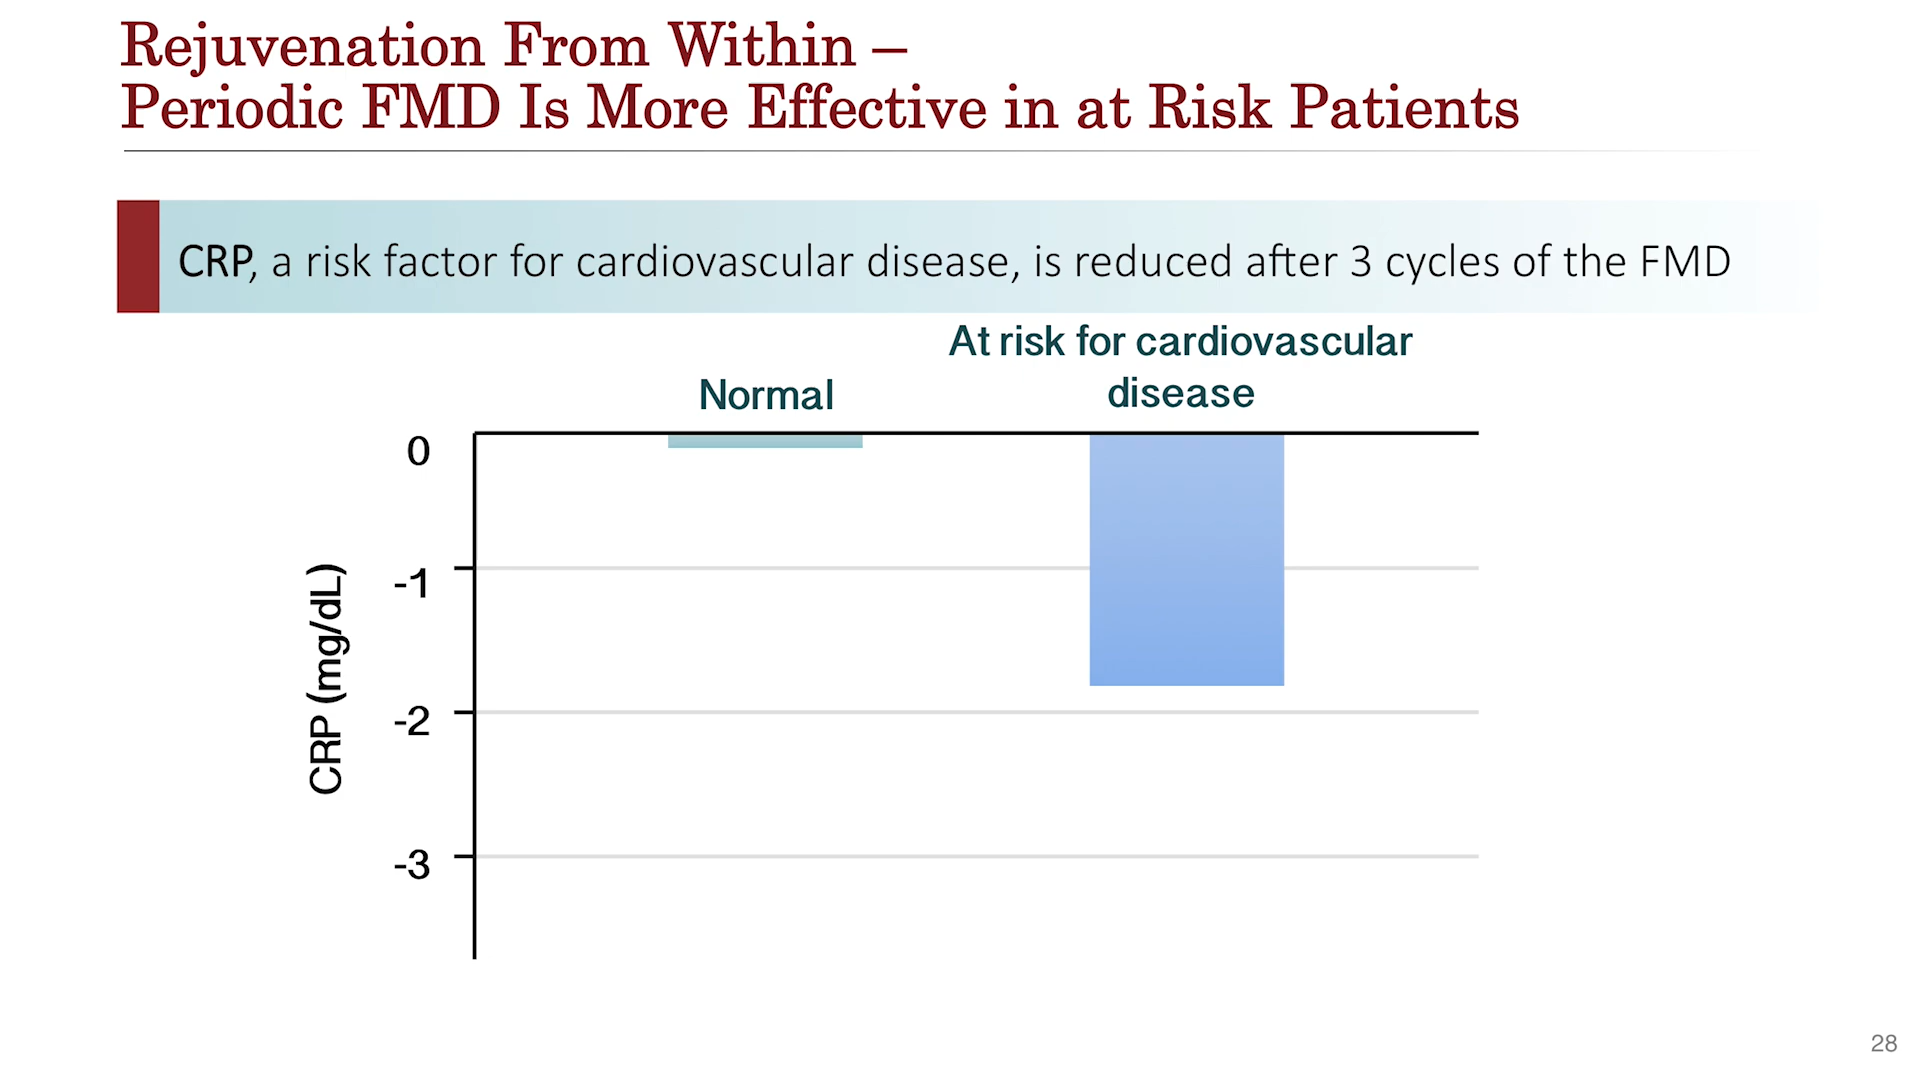 Rejuvenation From Within –
Periodic FMD Is More Effective in at Risk Patients
CRP, a risk factor for cardiovascular disease, is reduced after 3 cycles of the FMD
Normal
At risk for cardiovascular
disease
0
-1
-2
-3
CRP (mg/dL)
28